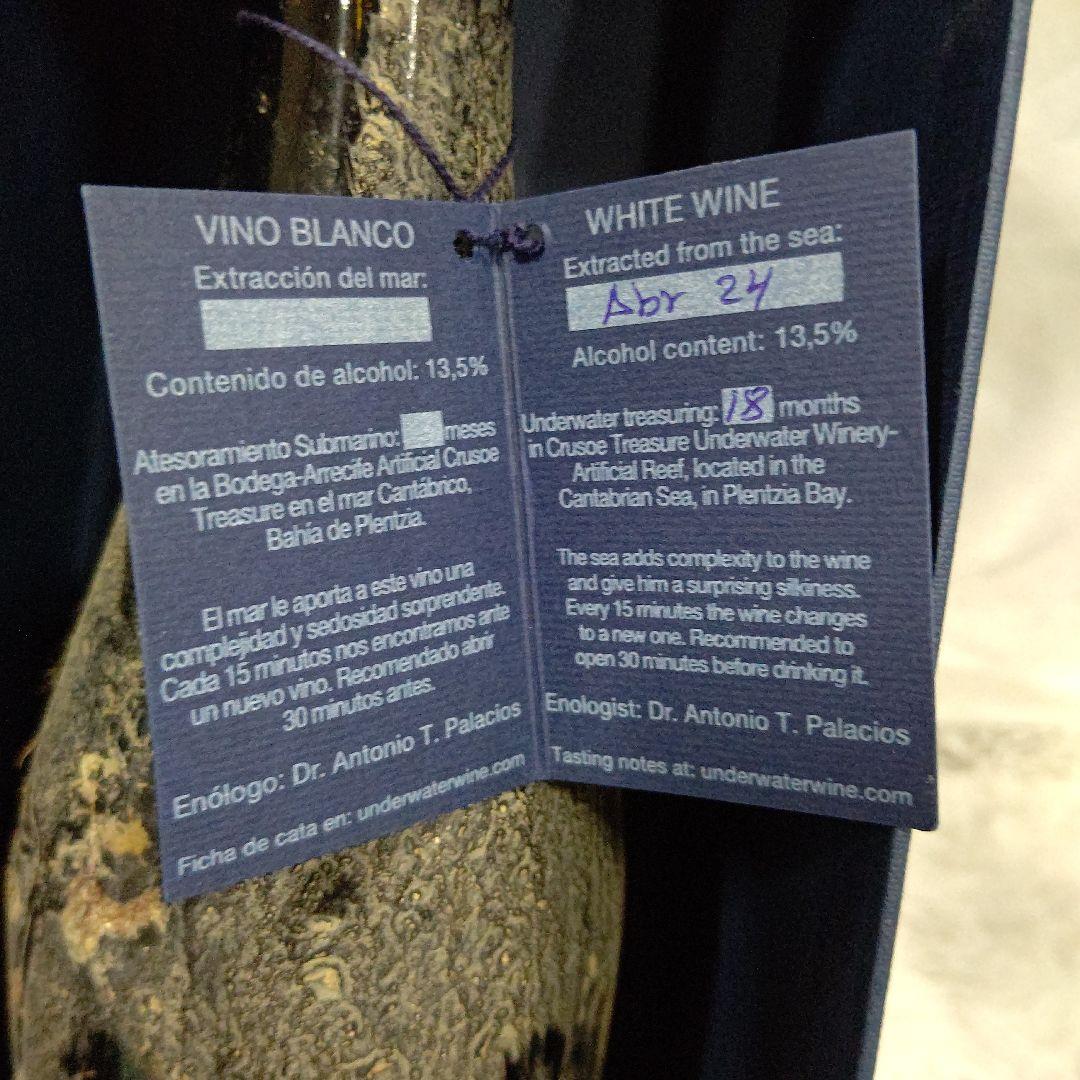 VINO BLANCO
Extracción del mar:
Contenido de alcohol: 13,5%
Atesoramiento Submarino: meses
en la Bodega-Arrecife Artificial Crusoe
Treasure en el mar Cantábrico,
Bahía de Plentzia.
El mar le aporta a este vino una
complejidad y sedosidad sorprendente.
Cada 15 minutos nos encontramos ante
un nuevo vino. Recomendado abrir
30 minutos antes.
Enólogo: Dr. Antonio T. Palacios
Ficha de cata en: underwaterwine.com
WHITE WINE
Extracted from the sea:
Abr 24
Alcohol content: 13,5%
Underwater treasuring: 18 months
in Crusoe Treasure Underwater Winery-
Artificial Reef, located in the
Cantabrian Sea, in Plentzia Bay.
The sea adds complexity to the wine
and give him a surprising silkiness.
Every 15 minutes the wine changes
to a new one. Recommended to
open 30 minutes before drinking it.
Enologist: Dr. Antonio T. Palacios
Tasting notes at: underwaterwine.com